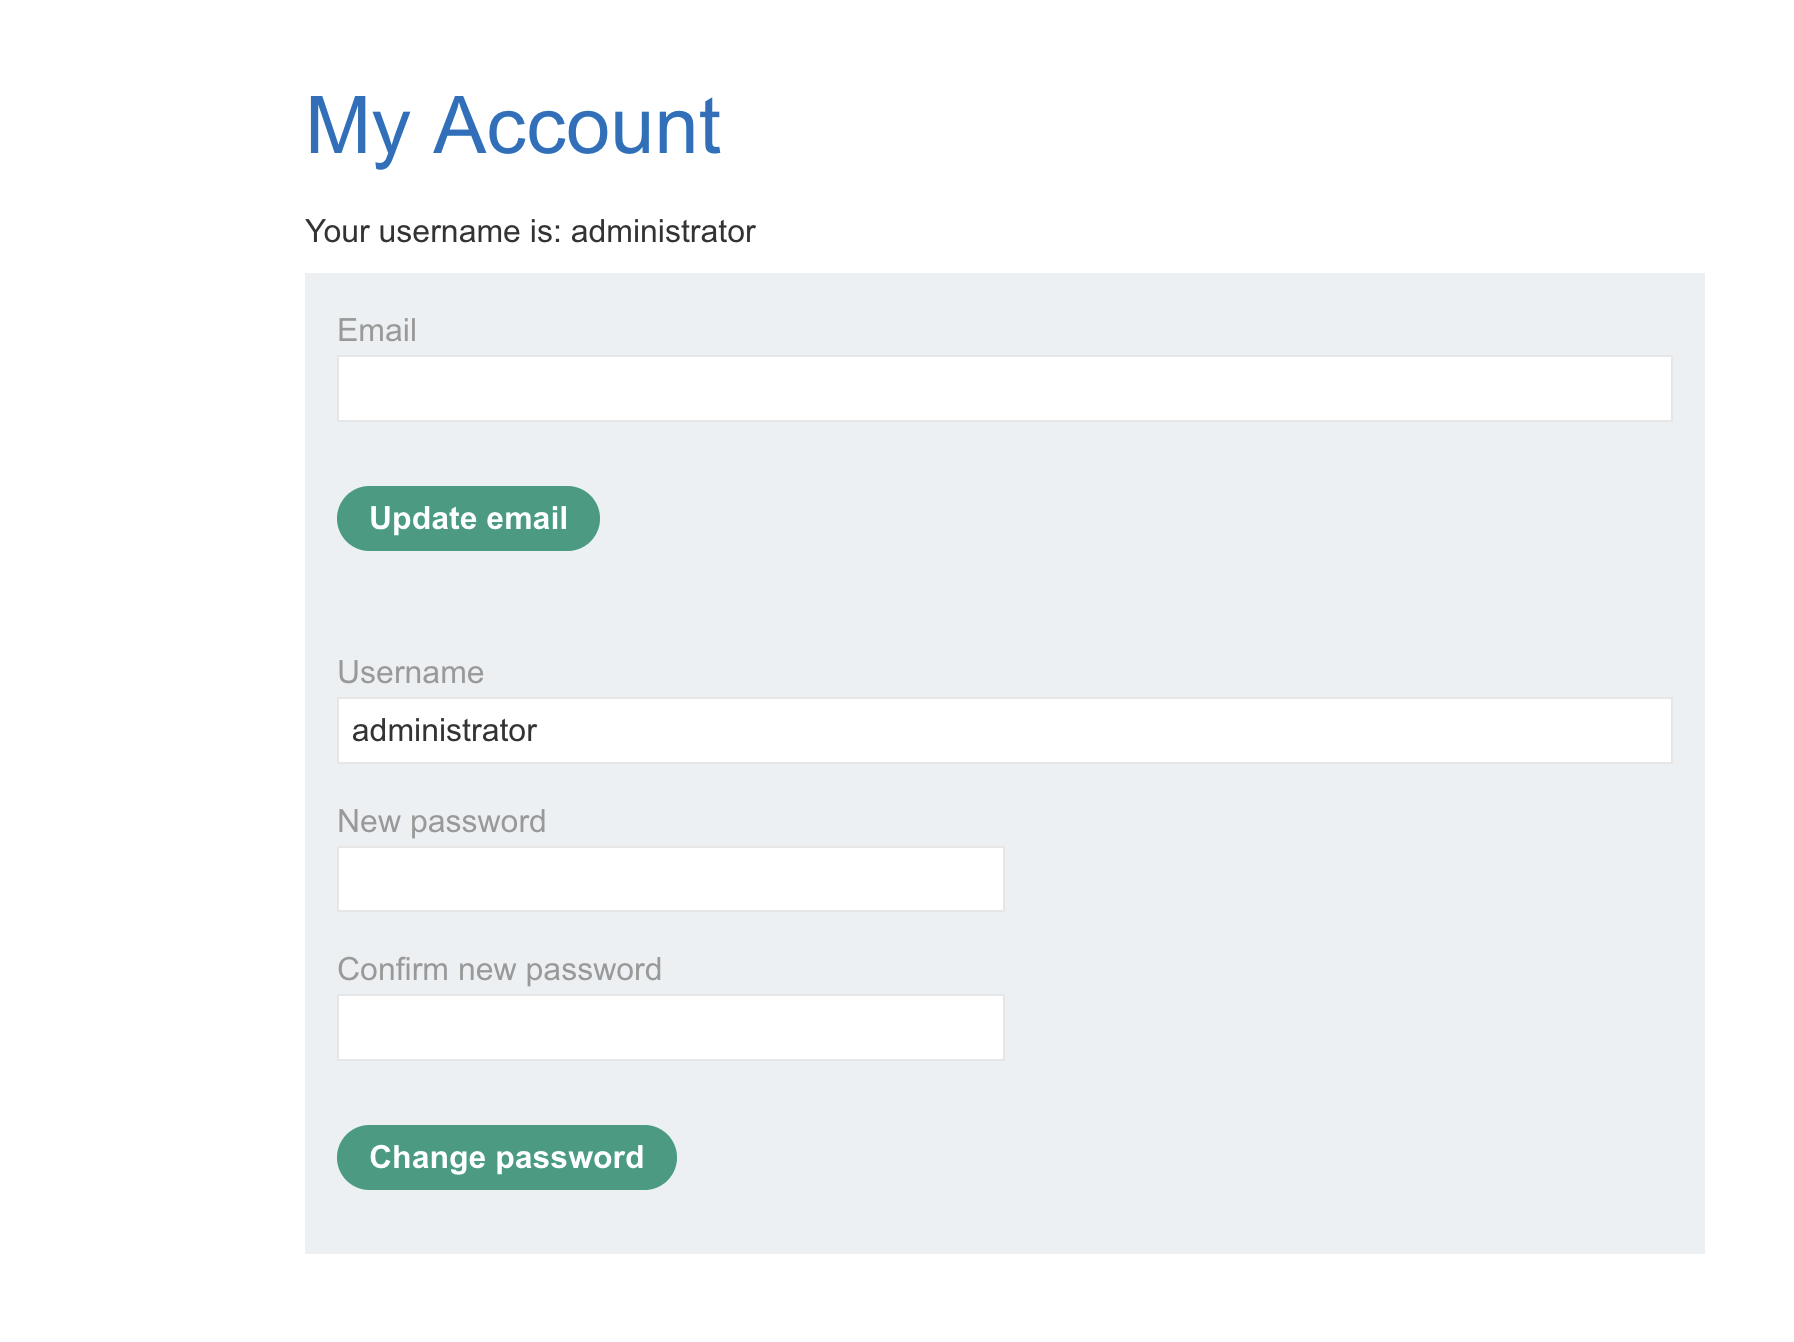 My Account
Your username is: administrator
Email
Update email
Username
administrator
New password
Confirm new password
Change password